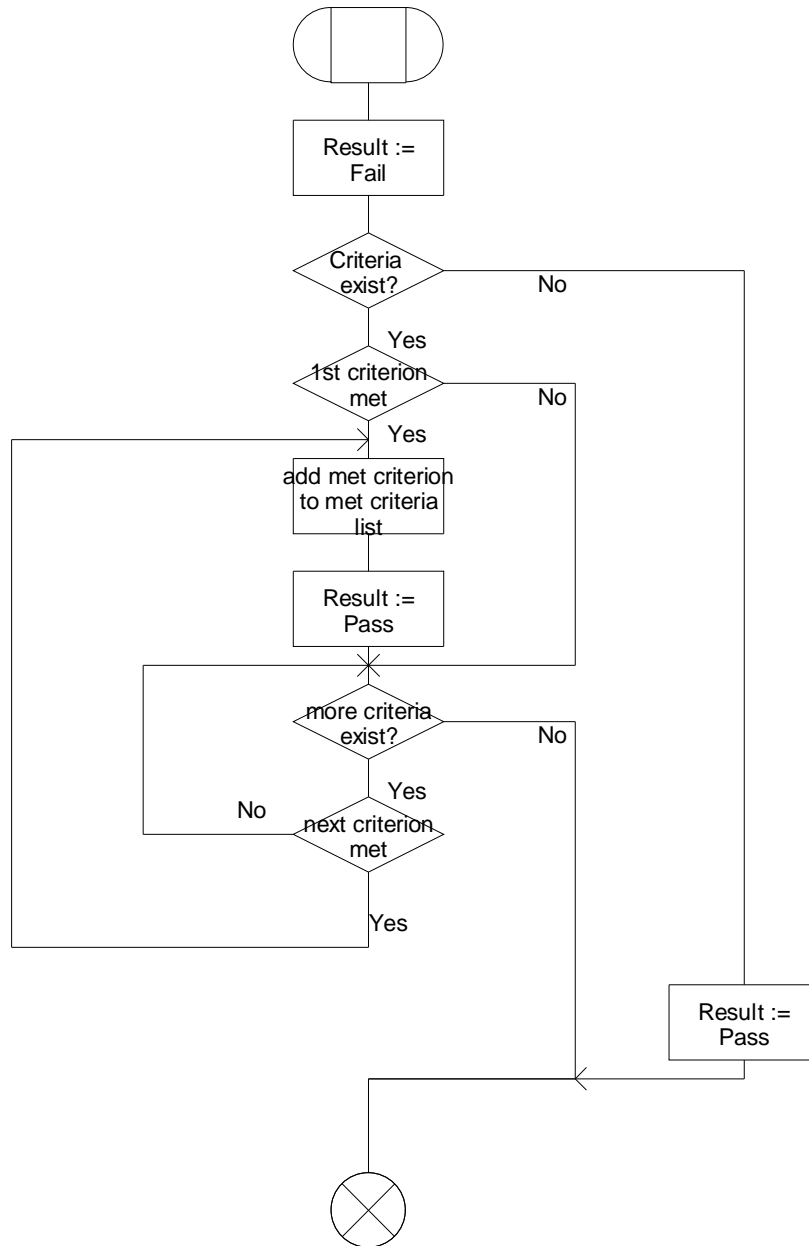 Result :=
Fail
Criteria
exist?
No
Yes
1st criterion
met
No
Yes
add met criterion
to met criteria
list
Result :=
Pass
more criteria
exist?
No
Yes
No
next criterion
met
Yes
Result :=
Pass